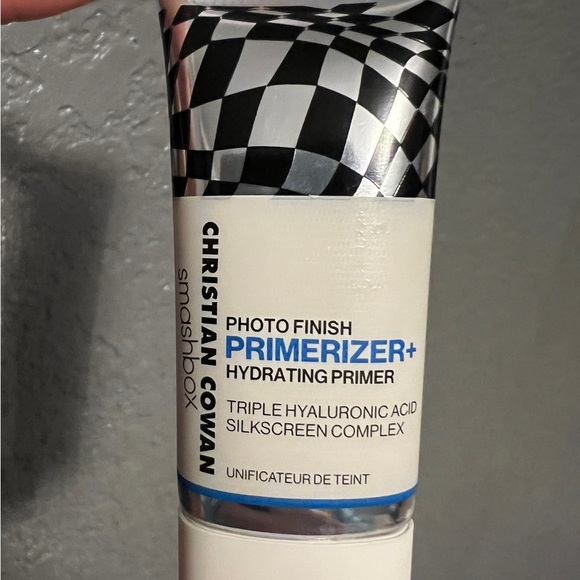 CHRISTIAN COWAN
smashbox
PHOTO FINISH
PRIMERIZER+
HYDRATING PRIMER
TRIPLE HYALURONIC ACID
SILKSCREEN COMPLEX
UNIFICATEUR DE TEINT